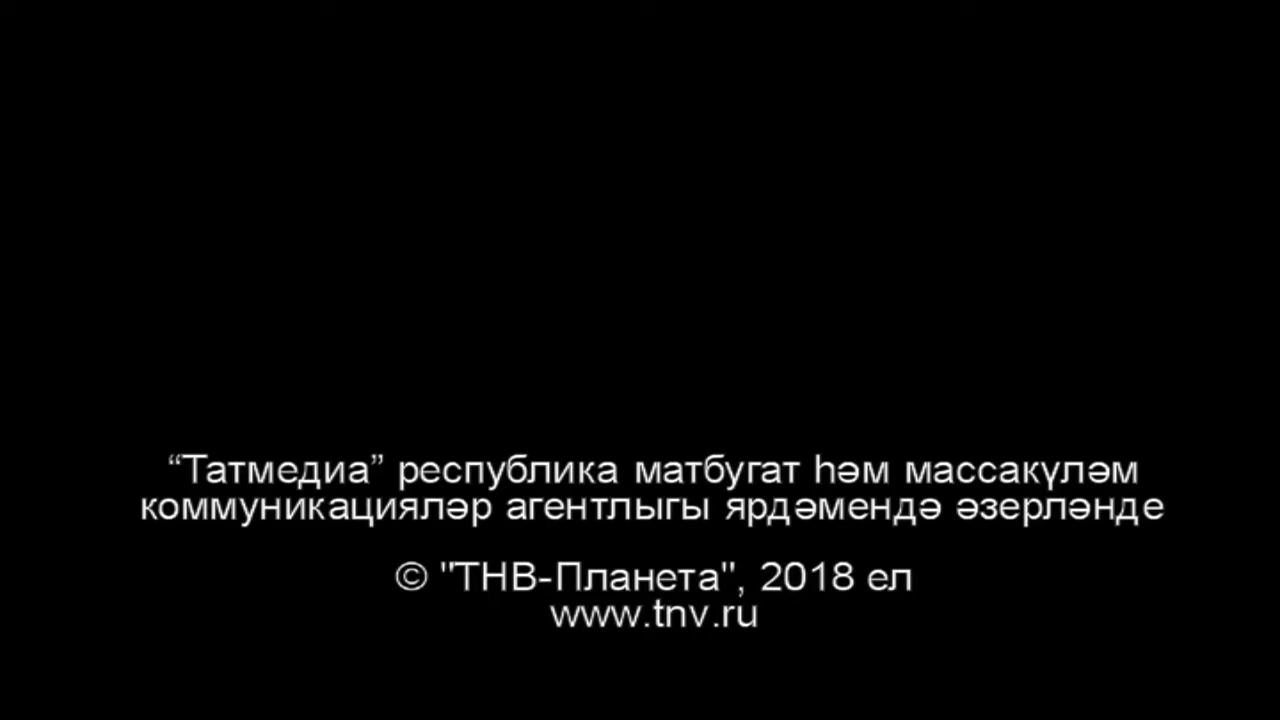 “Татмедиа” республика матбугат һәм массакүләм
коммуникацияләр агентлыгы ярдәмендә әзерләнде
© "ТНВ-Планета", 2018 ел
www.tnv.ru